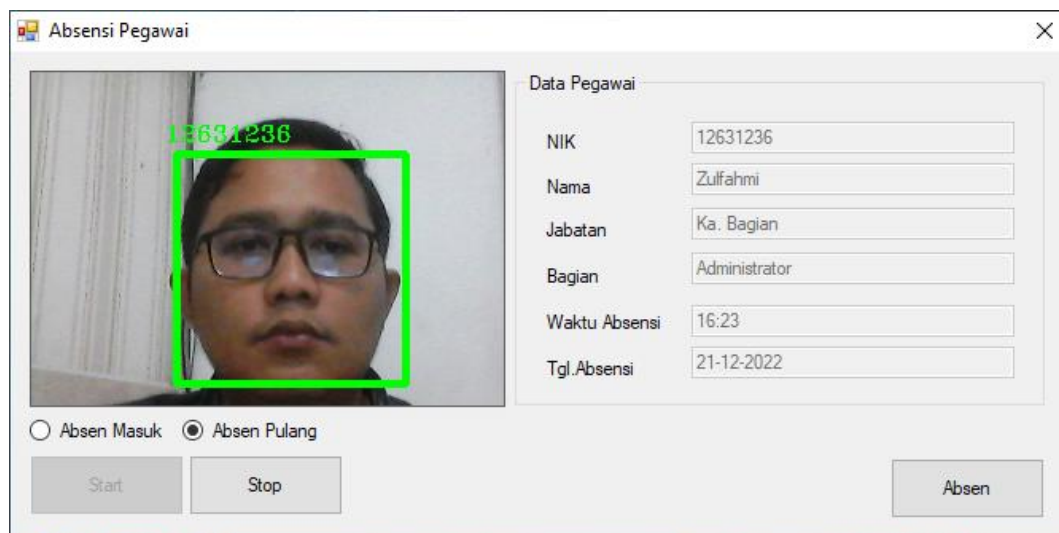 Absensi Pegawai
12631236
Data Pegawai
NIK
12631236
Nama
Zulfahmi
Jabatan
Ka. Bagian
Bagian
Administrator
Waktu Absensi
16:23
Tgl.Absensi
21-12-2022
Absen Masuk
Absen Pulang
Start
Stop
Absen